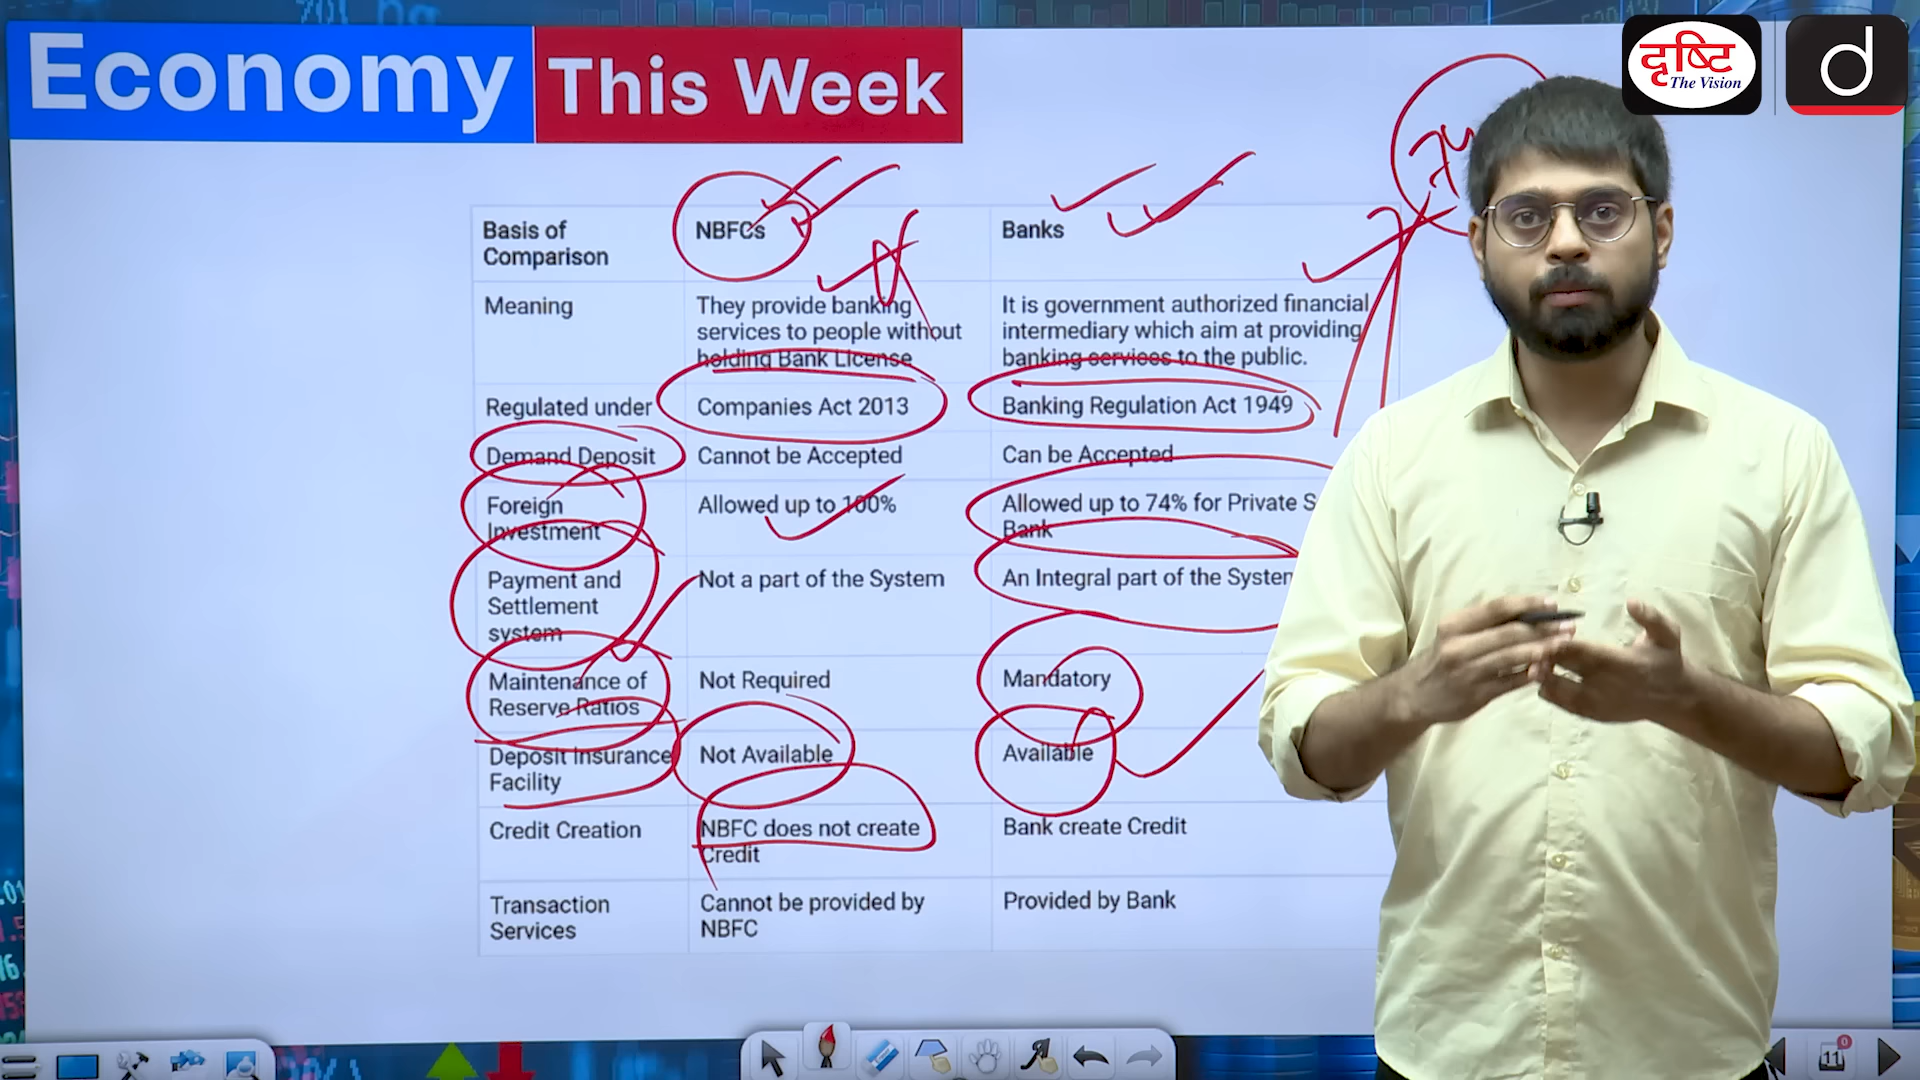 Economy This Week
दृष्टि
The Vision
d
Basis of
Comparison
NBFCs
Banks
Meaning
They provide banking
services to people without
holding Bank License
It is government authorized financial
intermediary which aim at providing
banking services to the public.
Regulated under
Companies Act 2013
Banking Regulation Act 1949
Demand Deposit
Cannot be Accepted
Can be Accepted
Foreign
Investment
Allowed up to 100%
Allowed up to 74% for Private S
Bank
Payment and
Settlement
system
Not a part of the System
An Integral part of the System
Maintenance of
Reserve Ratios
Not Required
Mandatory
Deposit Insurance
Facility
Not Available
Available
Credit Creation
NBFC does not create
Credit
Bank create Credit
Transaction
Services
Cannot be provided by
NBFC
Provided by Bank
11
0